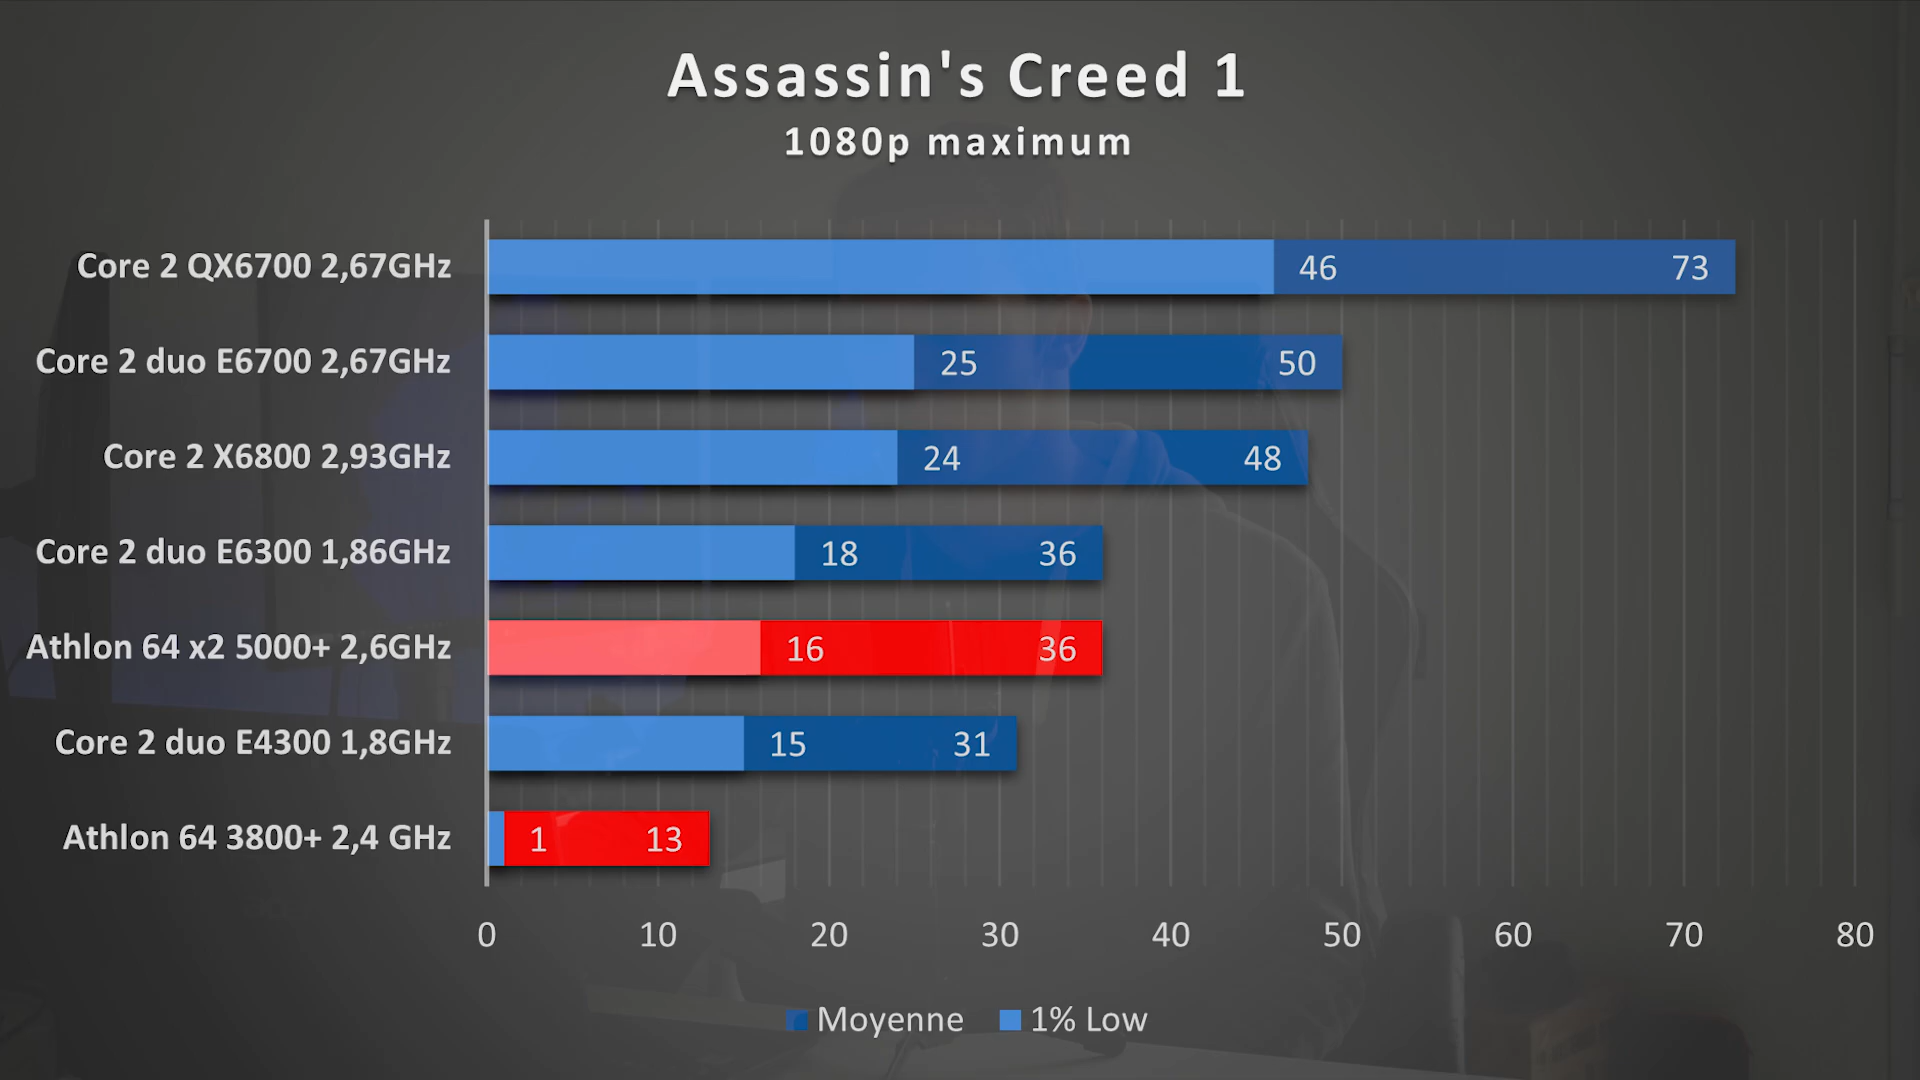 Assassin's Creed 1
1080p maximum
Core 2 QX6700 2,67GHz 46 73
Core 2 duo E6700 2,67GHz 25 50
Core 2 X6800 2,93GHz 24 48
Core 2 duo E6300 1,86GHz 18 36
Athlon 64 x2 5000+ 2,6GHz 16 36
Core 2 duo E4300 1,8GHz 15 31
Athlon 64 3800+ 2,4 GHz 1 13
0 10 20 30 40 50 60 70 80
Moyenne 1% Low